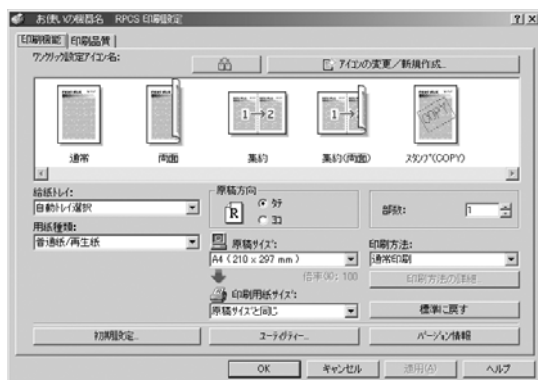 お使いの機器名 RPCS 印刷設定
印刷機能 印刷品質
ワンクリック設定アイコン名:
アイコンの変更/新規作成...
1→2
1→2
COPY
通常 両面 集約 集約(両面) スタンプ(COPY)
給紙トレイ:
自動トレイ選択
用紙種類:
普通紙/再生紙
原稿方向
R
タテ
ヨコ
部数: 1
原稿サイズ:
A4 (210 x 297 mm)
倍率(%): 100
印刷用紙サイズ:
原稿サイズと同じ
印刷方法:
通常印刷
印刷方法の詳細
標準に戻す
初期設定... ユーティリティー... バージョン情報
OK キャンセル 適用(A) ヘルプ